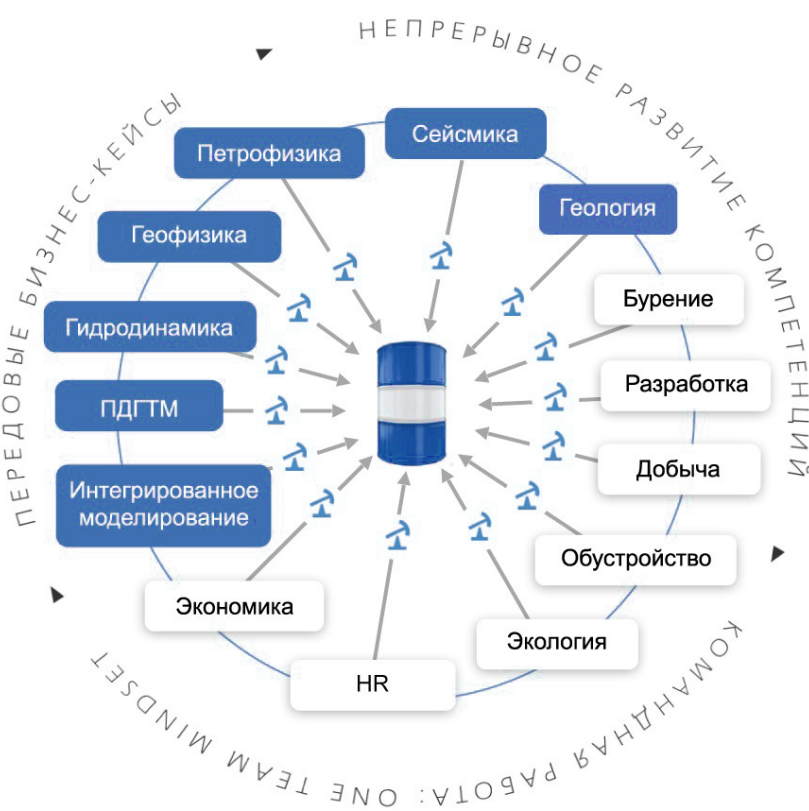 НЕПРЕРЫВНОЕ РАЗВИТИЕ КОМПЕТЕНЦИЙ
ПЕРЕДОВЫЕ БИЗНЕС-КЕЙСЫ
Сейсмика
Петрофизика
Геология
Геофизика
Бурение
Гидродинамика
Разработка
ПДГТМ
Добыча
Интегрированное
моделирование
Обустройство
Экономика
Экология
HR
КОМАНДНАЯ РАБОТА: ONE TEAM MINDSET